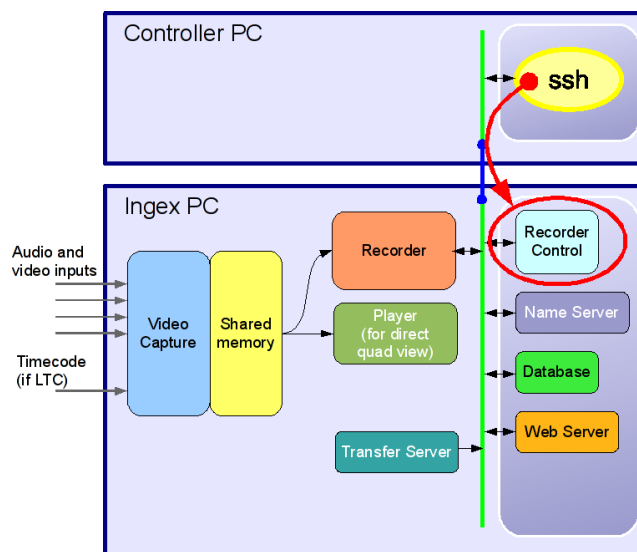 Controller PC
ssh
Ingex PC
Audio and
video inputs
Timecode
(if LTC)
Video
Capture
Shared
memory
Recorder
Player
(for direct
quad view)
Transfer Server
Recorder
Control
Name Server
Database
Web Server